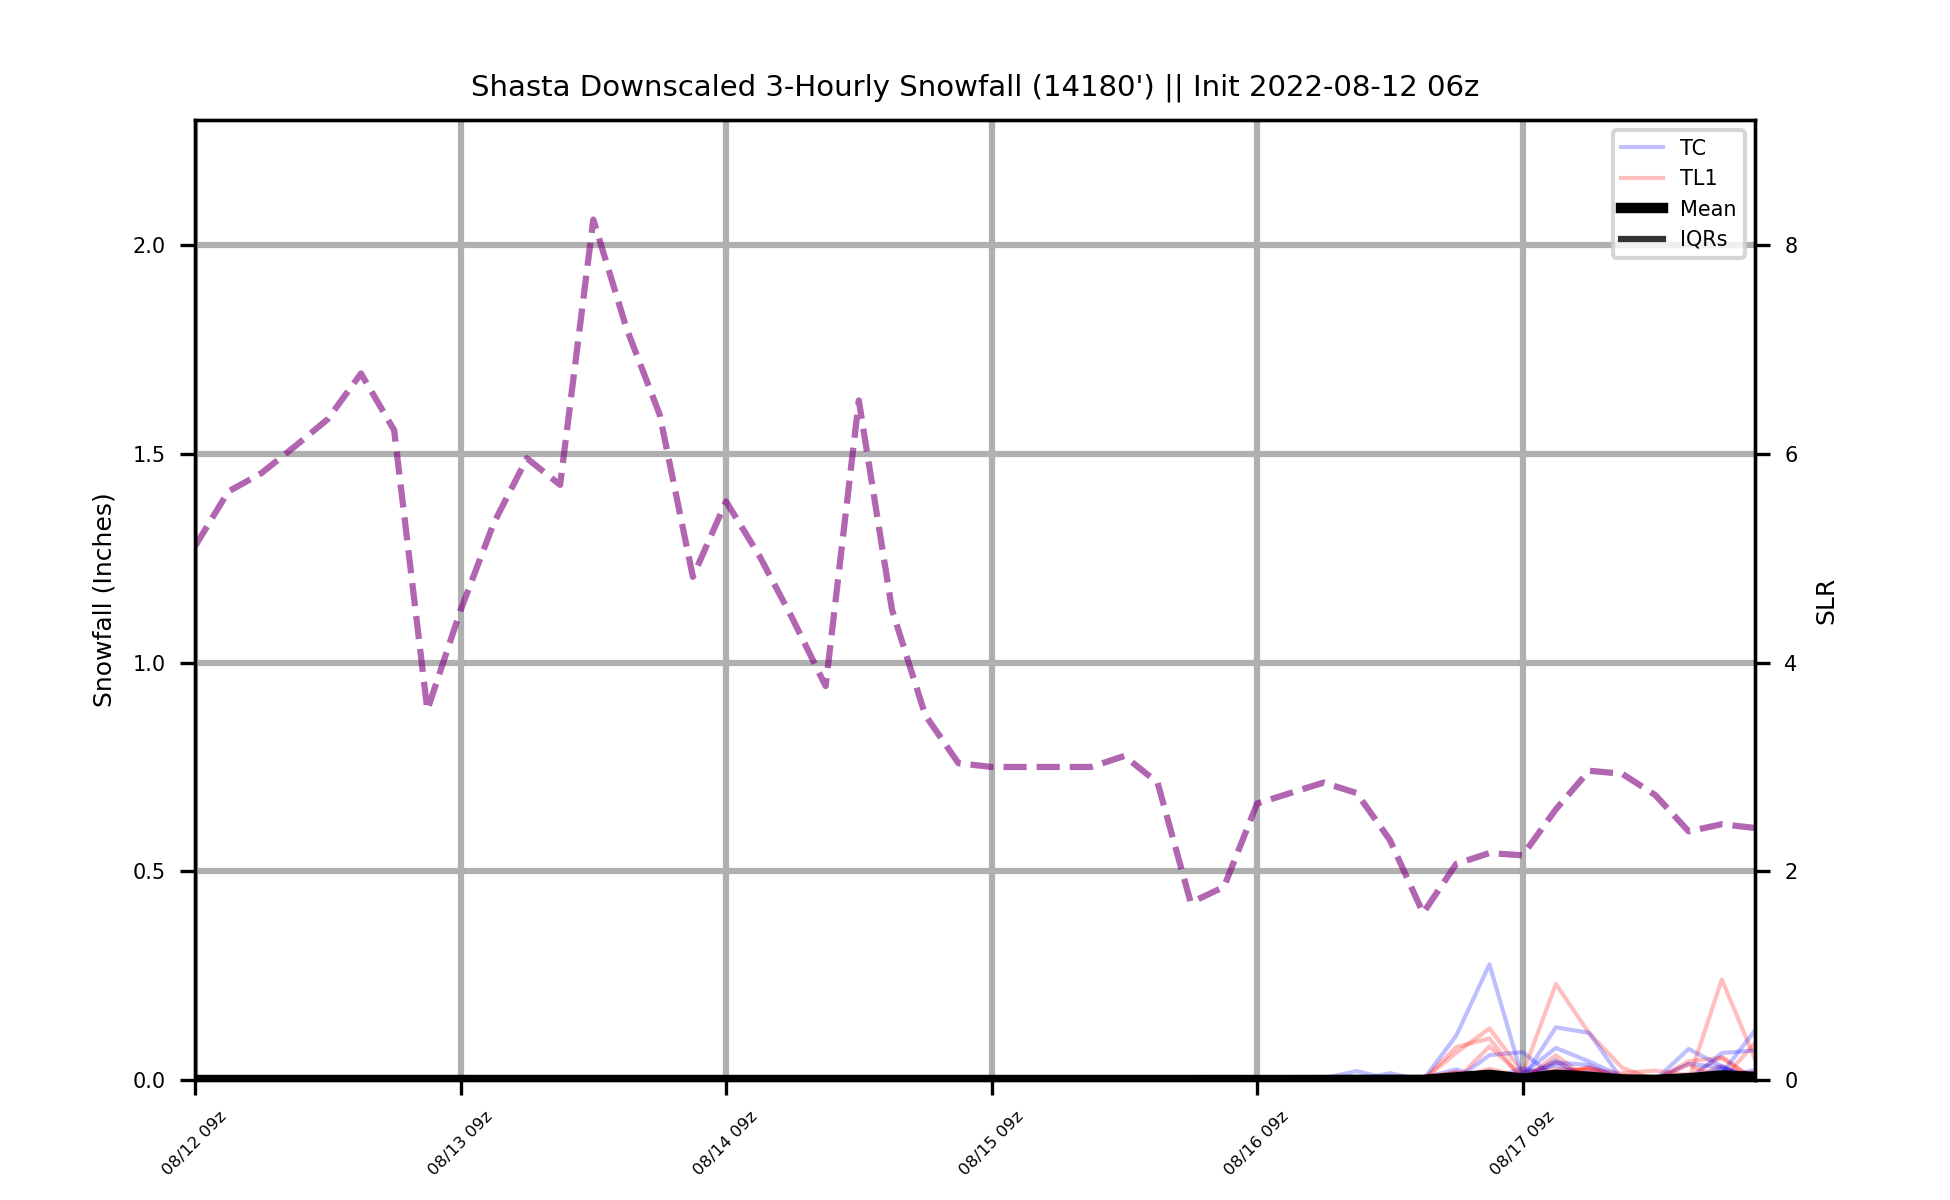 Shasta Downscaled 3-Hourly Snowfall (14180') || Init 2022-08-12 06z
TC
TL1
Mean
IQRs
2.0
1.5
1.0
0.5
0.0
Snowfall (Inches)
8
6
4
2
0
SLR
08/12 09z
08/13 09z
08/14 09z
08/15 09z
08/16 09z
08/17 09z